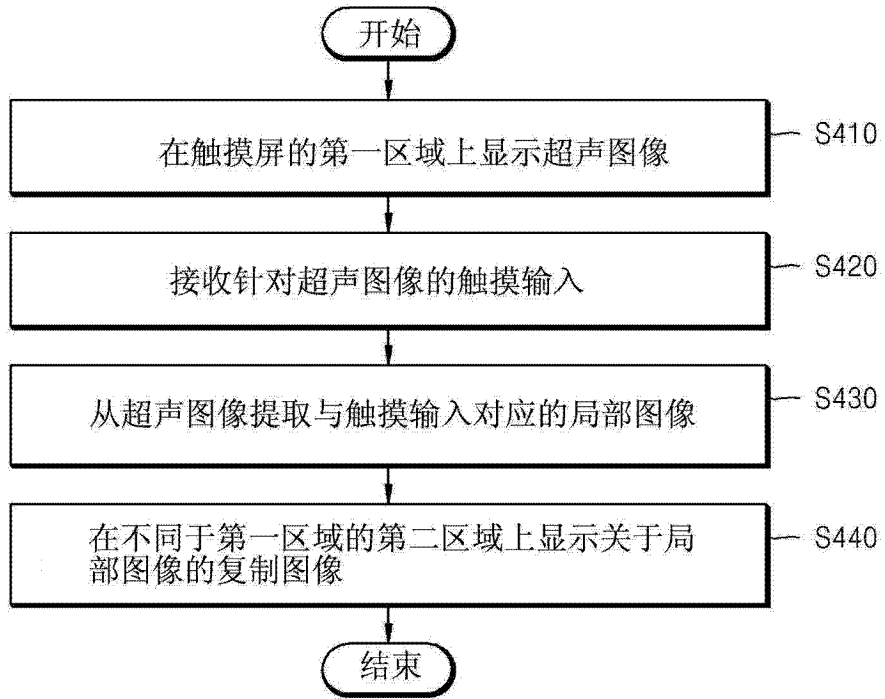 开始
在触摸屏的第一区域上显示超声图像
S410
接收针对超声图像的触摸输入
S420
从超声图像提取与触摸输入对应的局部图像
S430
在不同于第一区域的第二区域上显示关于局
部图像的复制图像
S440
结束